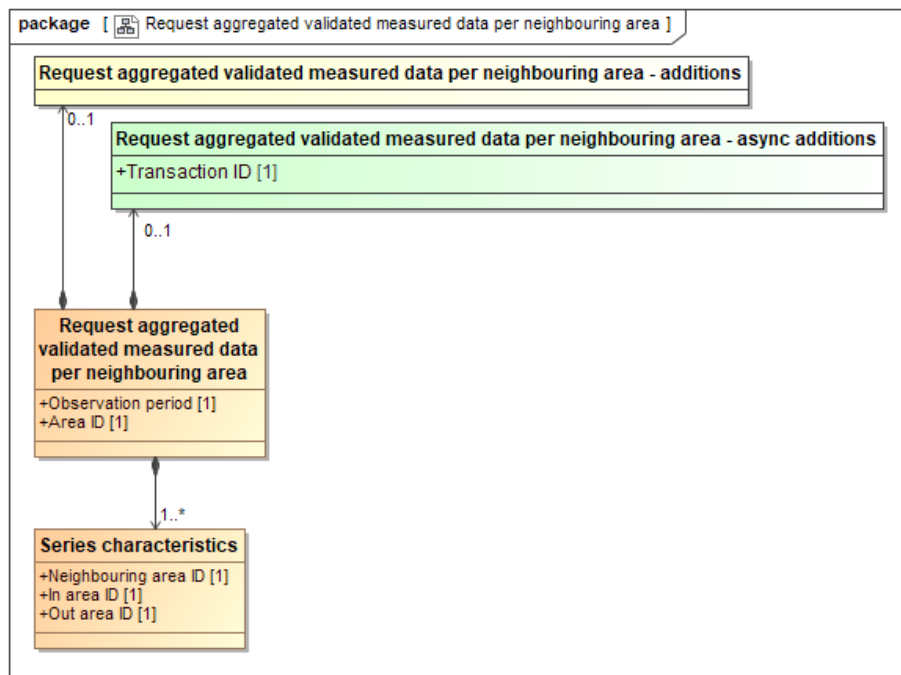 package [ Request aggregated validated measured data per neighbouring area ]
Request aggregated validated measured data per neighbouring area - additions
0..1
Request aggregated validated measured data per neighbouring area - async additions
+Transaction ID [1]
0..1
Request aggregated
validated measured data
per neighbouring area
+Observation period [1]
+Area ID [1]
1..*
Series characteristics
+Neighbouring area ID [1]
+In area ID [1]
+Out area ID [1]